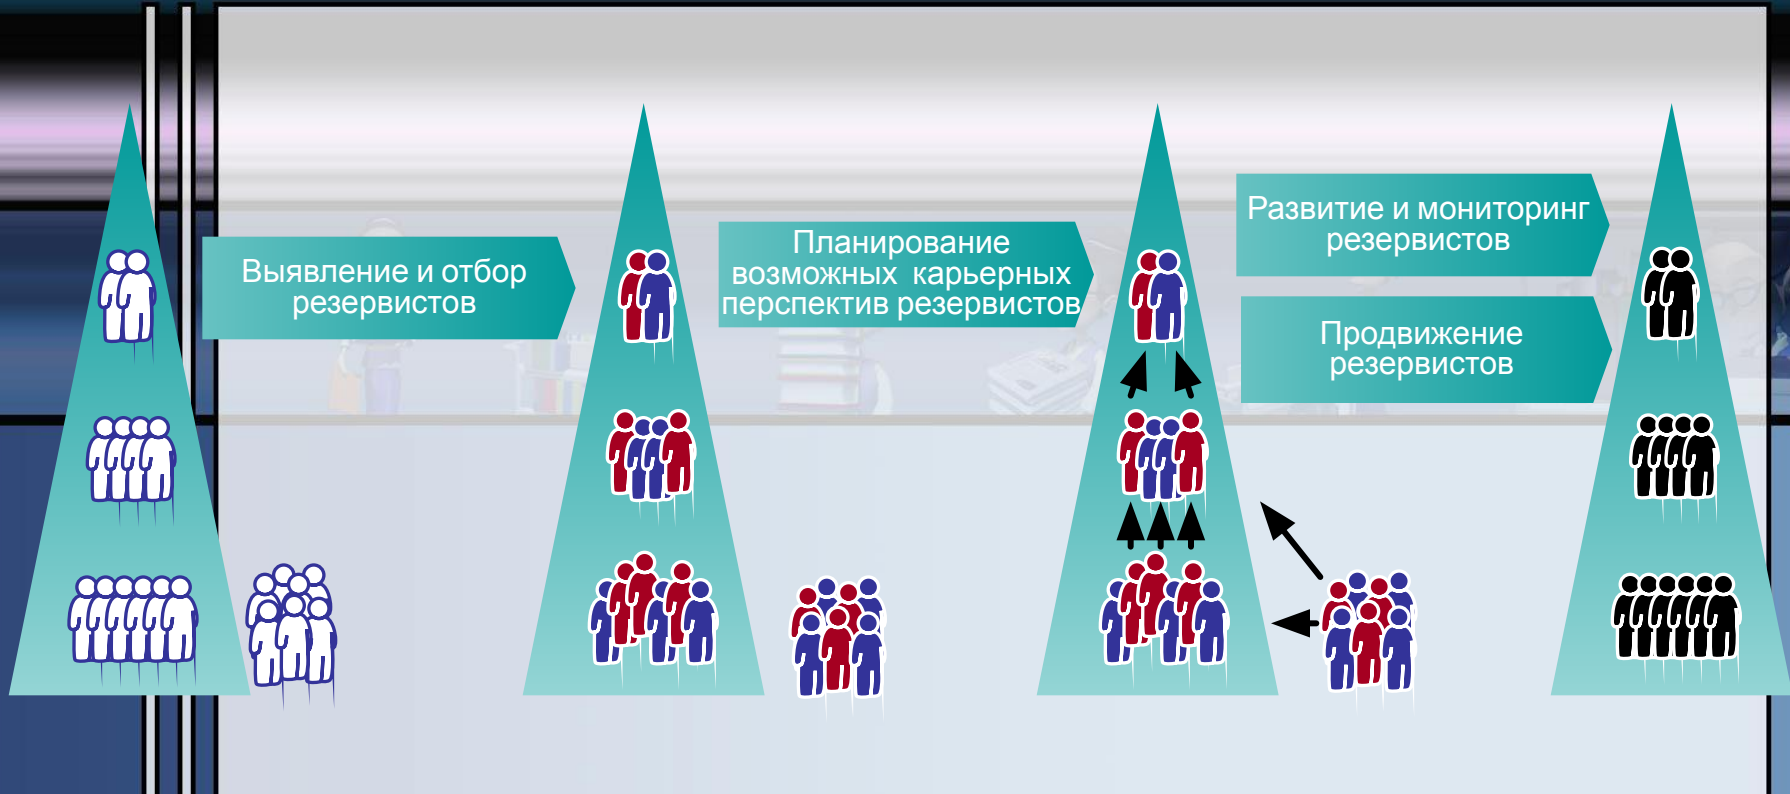 Выявление и отбор
резервистов
Планирование
возможных карьерных
перспектив резервистов
Развитие и мониторинг
резервистов
Продвижение
резервистов